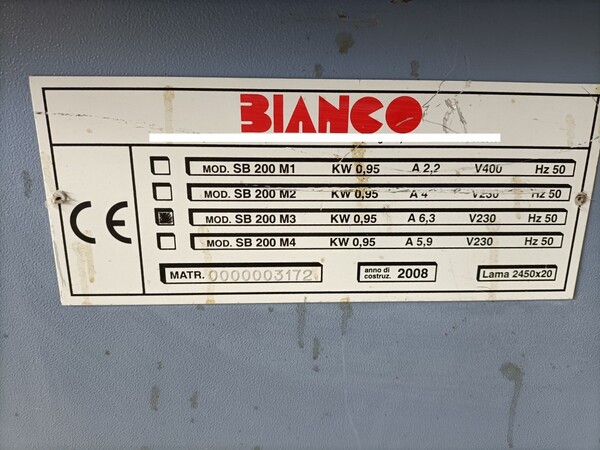 BIANCO
CE
MOD. SB 200 M1 KW 0,95 A 2,2 V400 Hz 50
MOD. SB 200 M2 KW 0,95 A 4 V230 Hz 50
MOD. SB 200 M3 KW 0,95 A 6,3 V230 Hz 50
MOD. SB 200 M4 KW 0,95 A 5,9 V230 Hz 50
MATR. 0000003172 anno di costruz. 2008 Lama 2450x20